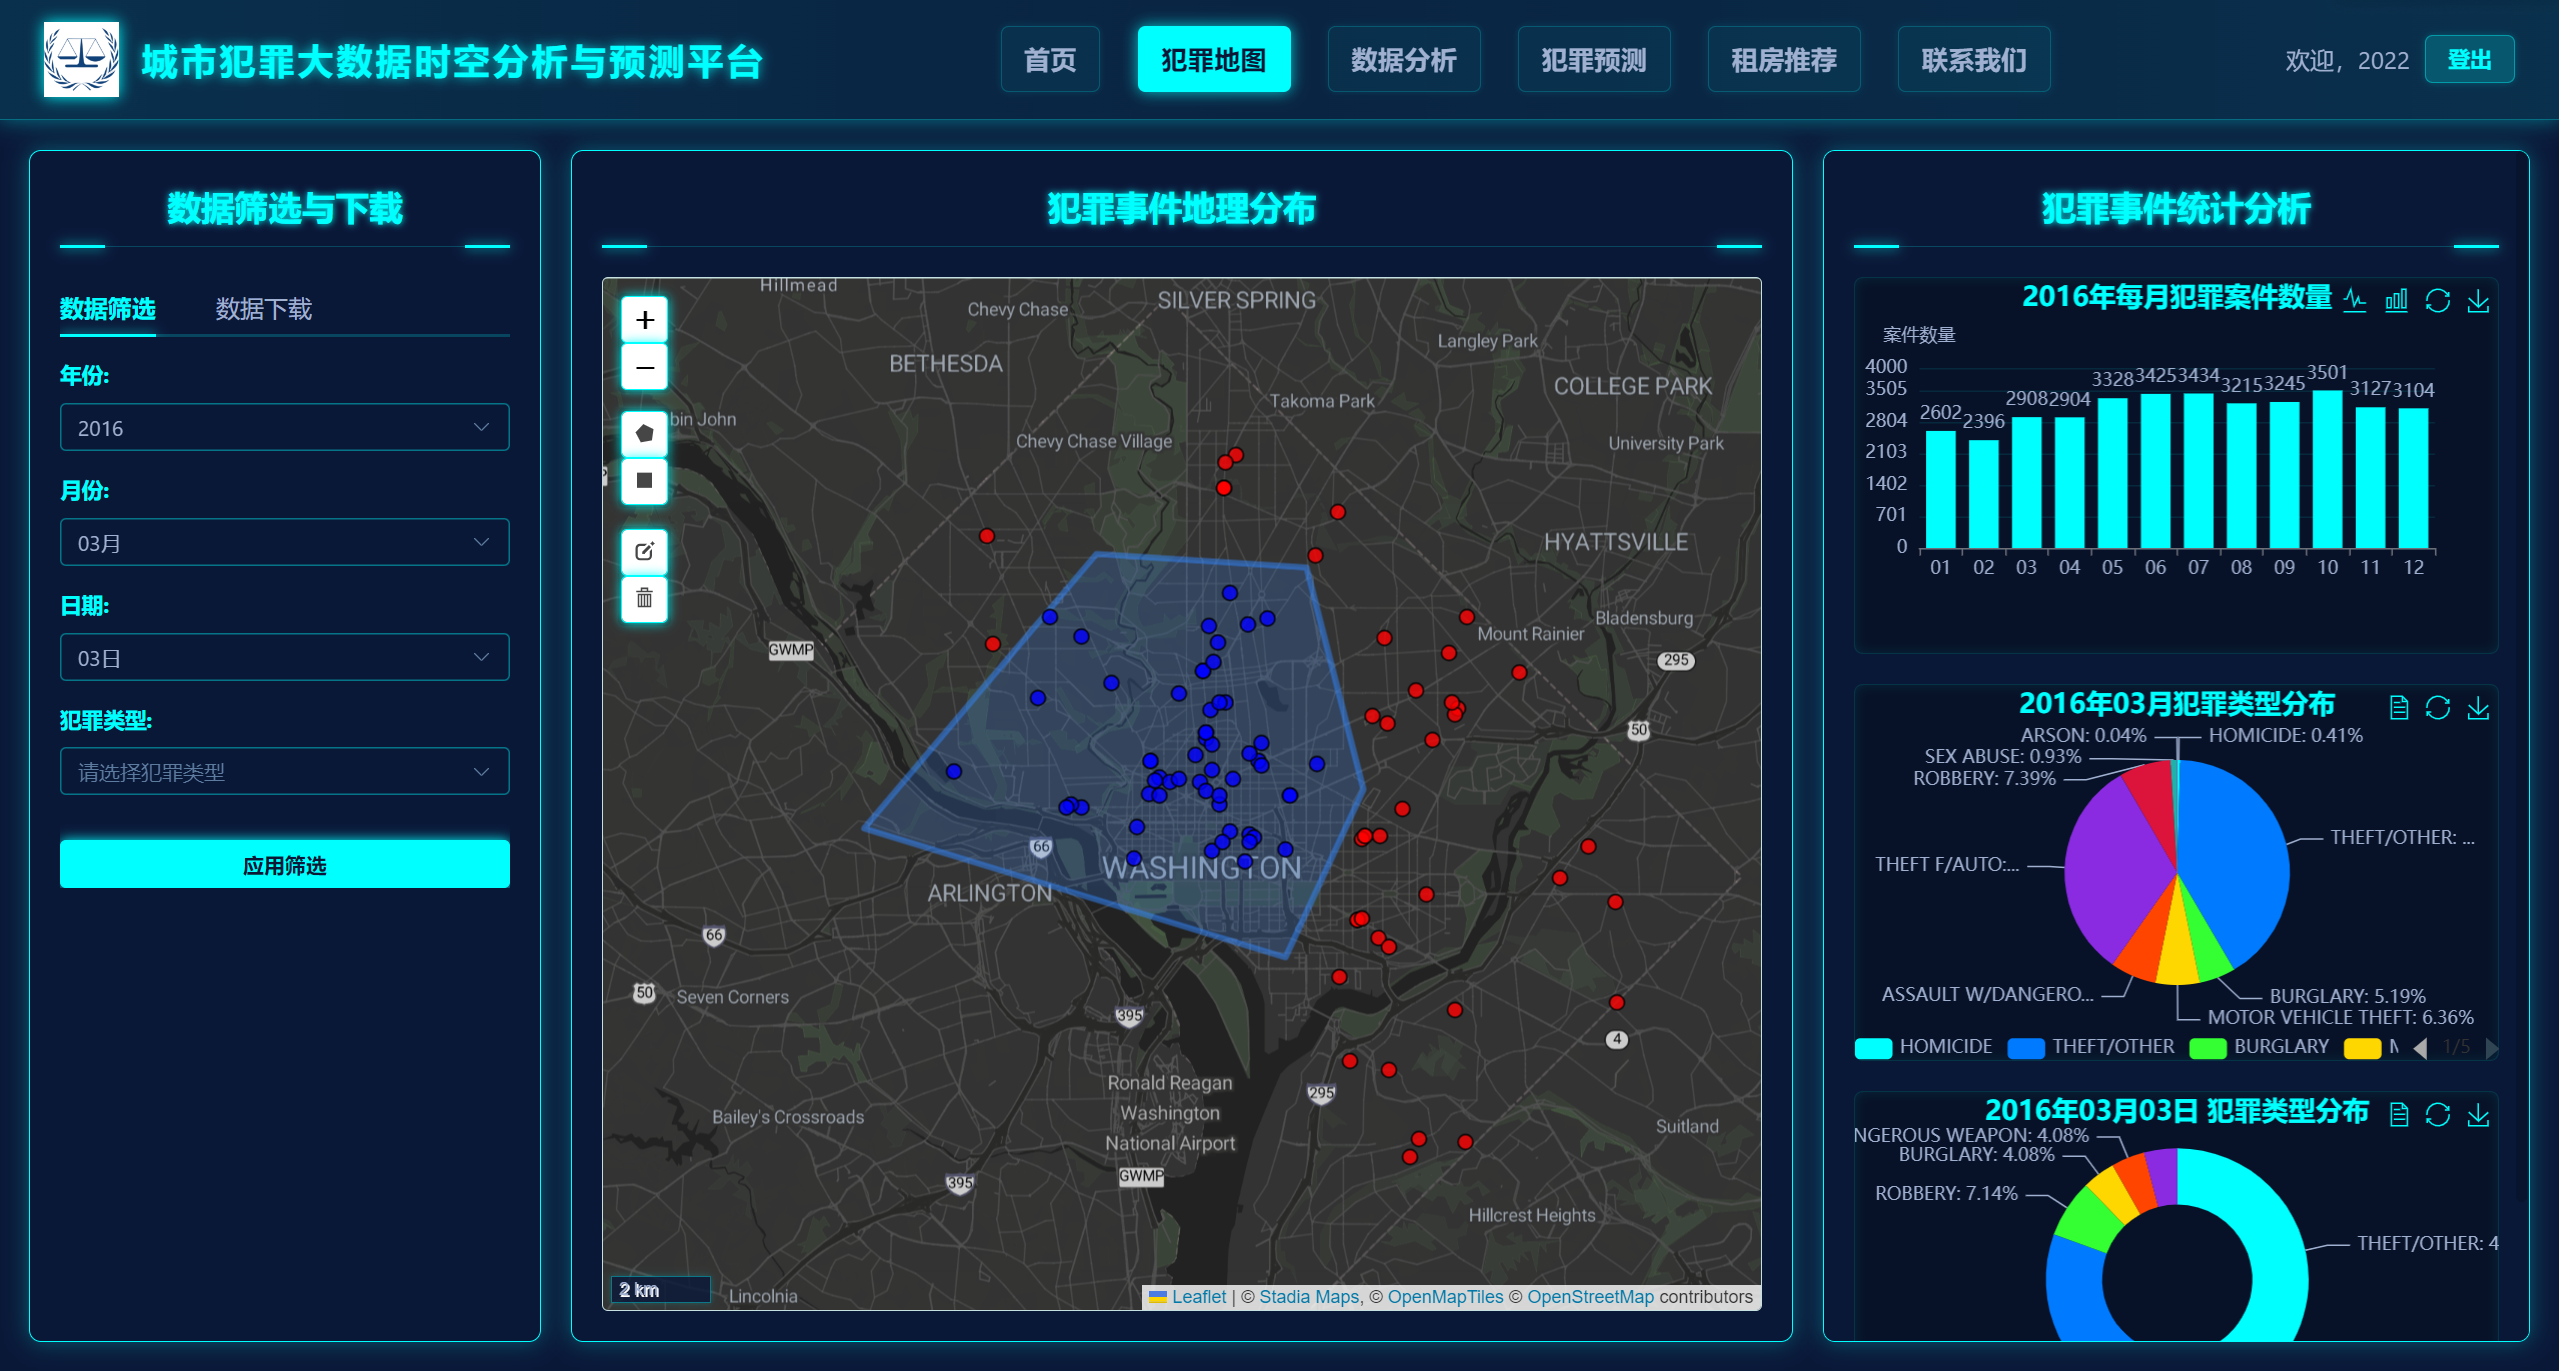 城市犯罪大数据时空分析与预测平台
首页
犯罪地图
数据分析
犯罪预测
租房推荐
联系我们
欢迎，2022
登出
数据筛选与下载
数据筛选
数据下载
年份:
2016
月份:
03月
日期:
03日
犯罪类型:
请选择犯罪类型
应用筛选
犯罪事件地理分布
+
−
Hillmead
Chevy Chase
SILVER SPRING
Langley Park
BETHESDA
COLLEGE PARK
Takoma Park
bin John
Chevy Chase Village
University Park
HYATTSVILLE
Bladensburg
Mount Rainier
GWMP
295
50
66
WASHINGTON
ARLINGTON
66
50
Seven Corners
395
4
Ronald Reagan
Washington
National Airport
295
Bailey's Crossroads
Suitland
GWMP
395
Hillcrest Heights
2 km
Lincolnia
Leaflet | © Stadia Maps, © OpenMapTiles © OpenStreetMap contributors
犯罪事件统计分析
2016年每月犯罪案件数量
案件数量
4000
3505
2804
2103
1402
701
0
2602
2396
2908
2904
3328
3425
3434
3215
3245
3501
3127
3104
01 02 03 04 05 06 07 08 09 10 11 12
2016年03月犯罪类型分布
ARSON: 0.04%
HOMICIDE: 0.41%
SEX ABUSE: 0.93%
ROBBERY: 7.39%
THEFT/OTHER: ...
THEFT F/AUTO:...
ASSAULT W/DANGERO...
BURGLARY: 5.19%
MOTOR VEHICLE THEFT: 6.36%
HOMICIDE
THEFT/OTHER
BURGLARY
1/5
2016年03月03日 犯罪类型分布
NGEROUS WEAPON: 4.08%
BURGLARY: 4.08%
ROBBERY: 7.14%
THEFT/OTHER: 4